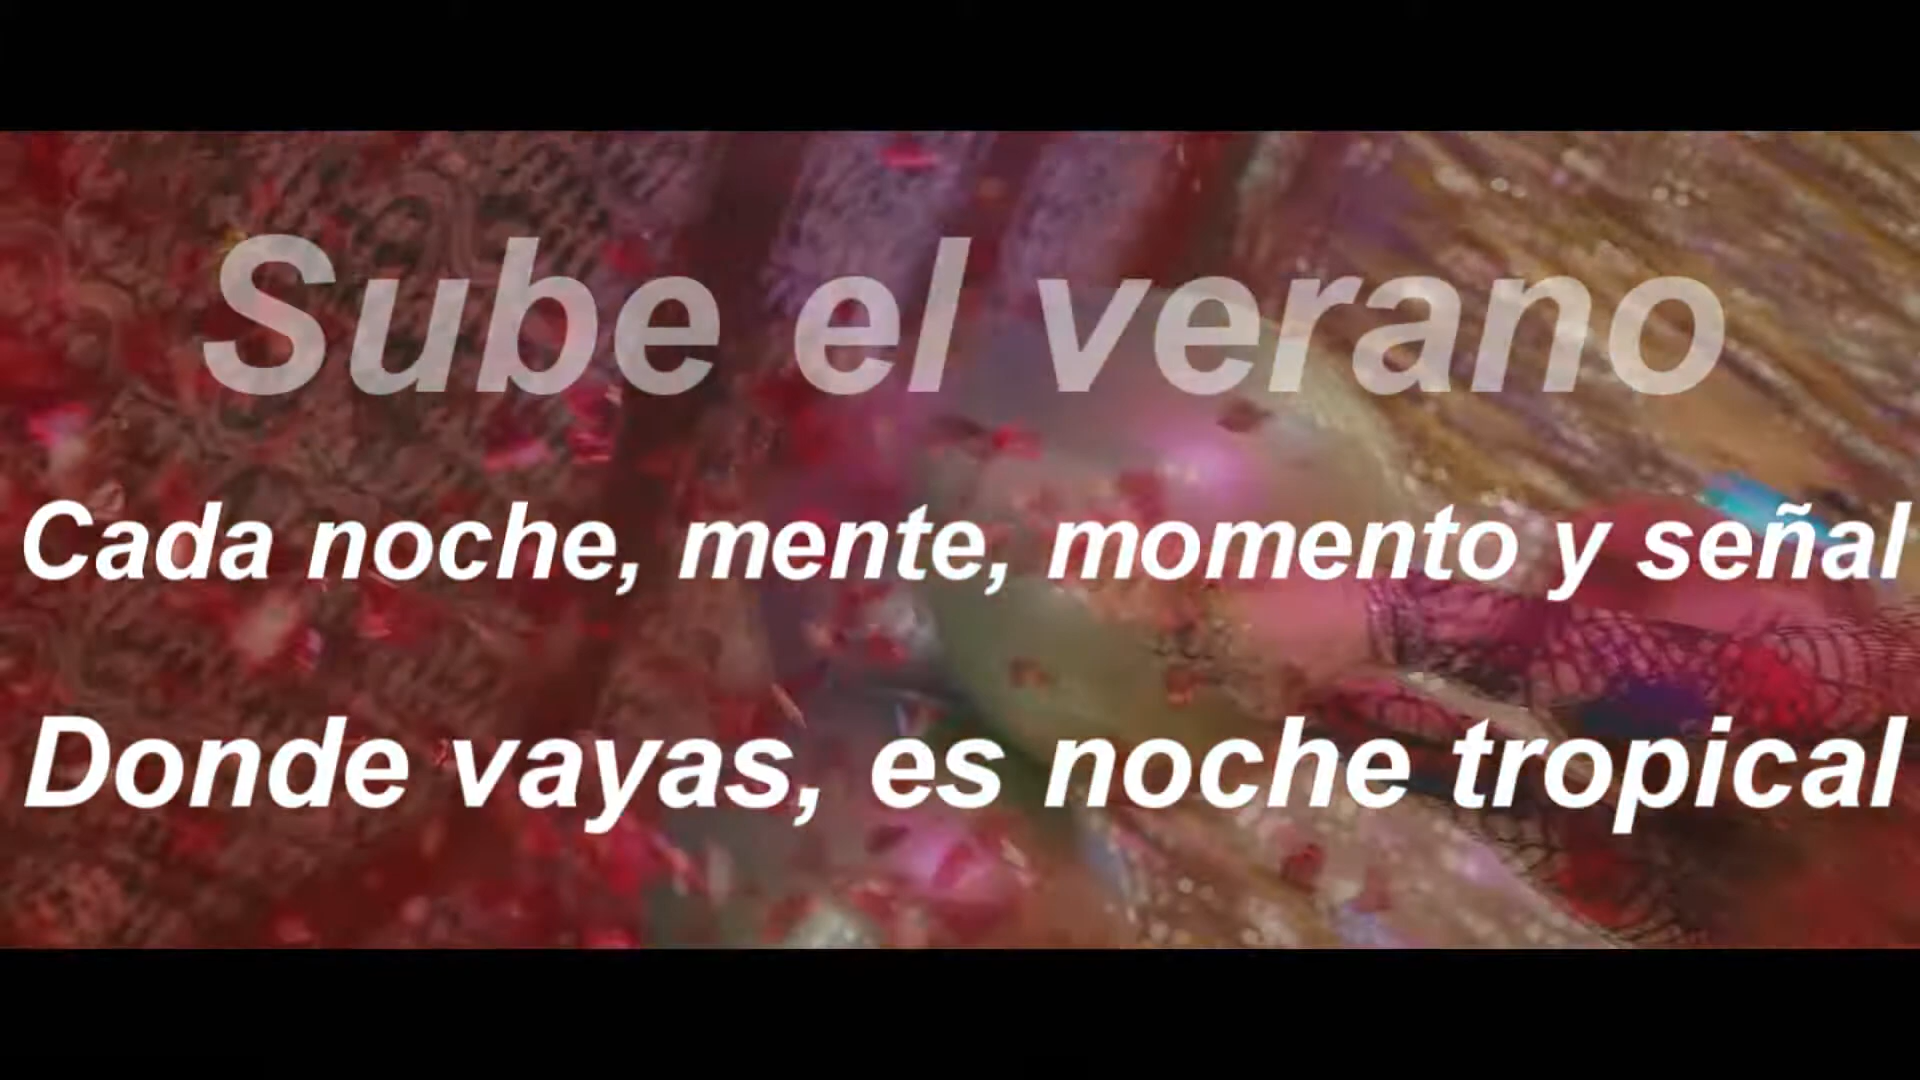 Sube el verano
Cada noche, mente, momento y señal
Donde vayas, es noche tropical